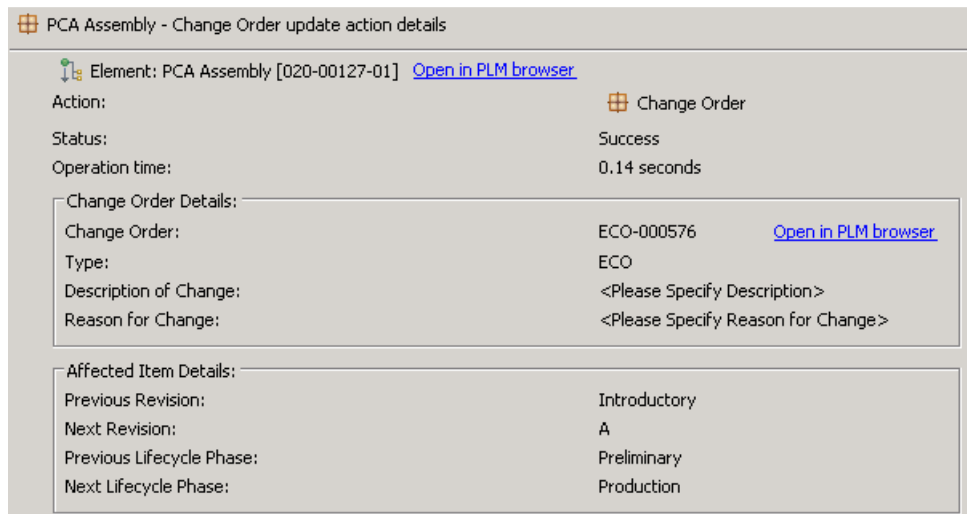 PCA Assembly - Change Order update action details
Element: PCA Assembly [020-00127-01] Open in PLM browser
Action: Change Order
Status: Success
Operation time: 0.14 seconds
Change Order Details:
Change Order: ECO-000576 Open in PLM browser
Type: ECO
Description of Change: <Please Specify Description>
Reason for Change: <Please Specify Reason for Change>
Affected Item Details:
Previous Revision: Introductory
Next Revision: A
Previous Lifecycle Phase: Preliminary
Next Lifecycle Phase: Production